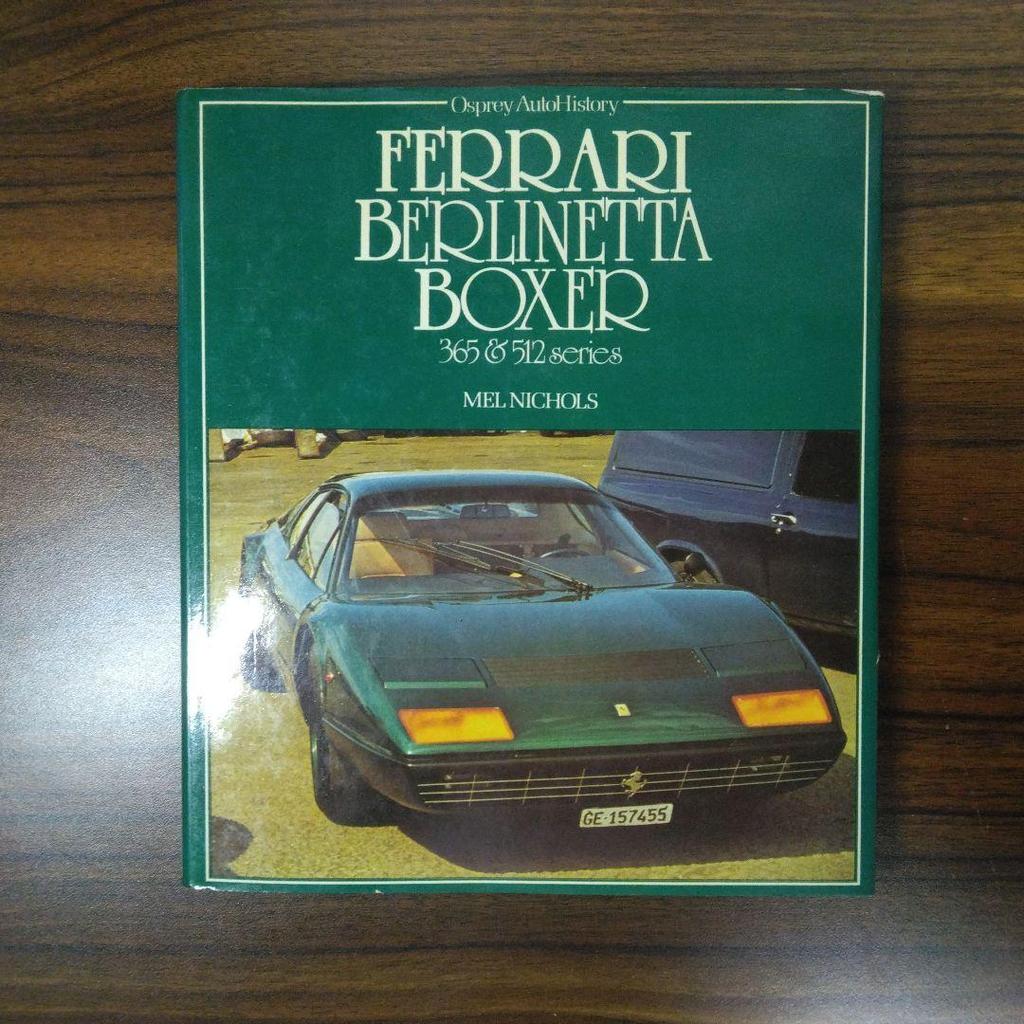 Osprey AutoHistory
FERRARI
BERLINETTA
BOXER
365 & 512 series
MEL NICHOLS
GE·157455